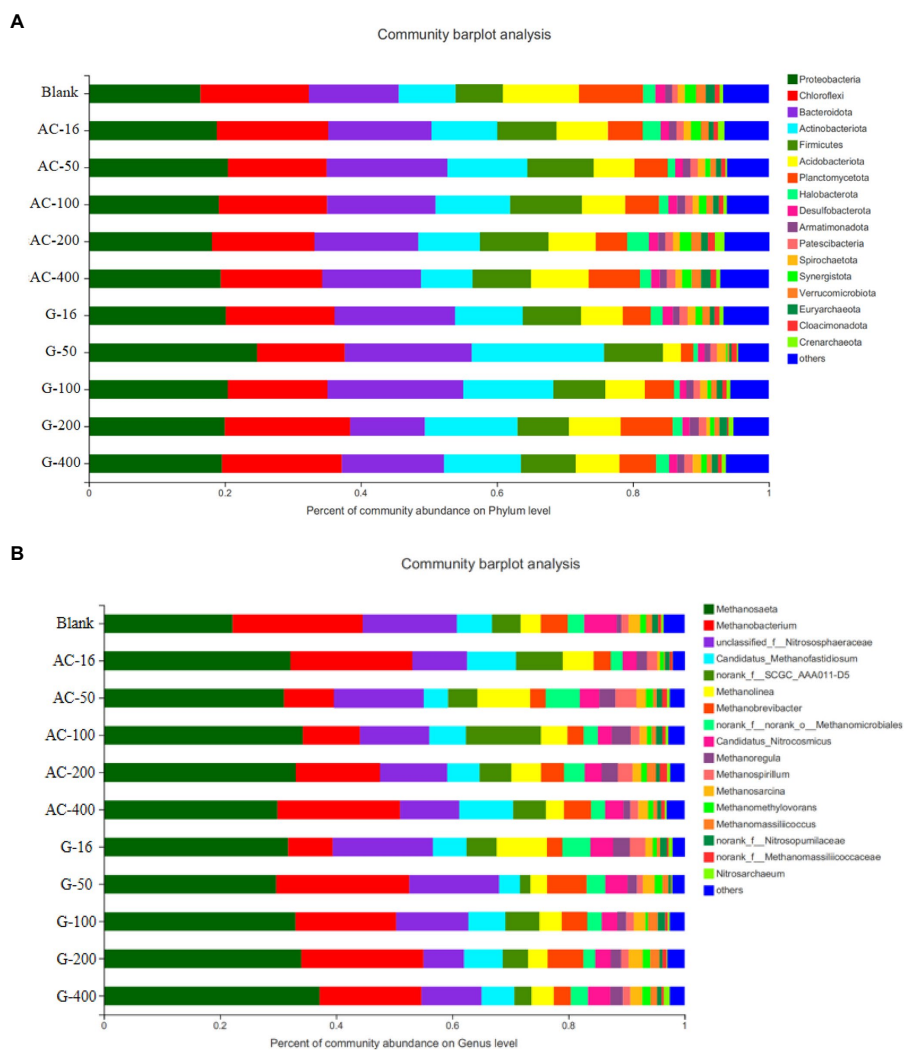 A
Community barplot analysis
Blank
AC-16
AC-50
AC-100
AC-200
AC-400
G-16
G-50
G-100
G-200
G-400
0
0.2
0.4
0.6
0.8
1
Percent of community abundance on Phylum level
Proteobacteria
Chloroflexi
Bacteroidota
Actinobacteriota
Firmicutes
Acidobacteriota
Planctomycetota
Halobacterota
Desulfobacterota
Armatimonadota
Patescibacteria
Spirochaetota
Synergistota
Verrucomicrobiota
Euryarchaeota
Cloacimonadota
Crenarchaeota
others
B
Community barplot analysis
Blank
AC-16
AC-50
AC-100
AC-200
AC-400
G-16
G-50
G-100
G-200
G-400
0
0.2
0.4
0.6
0.8
1
Percent of community abundance on Genus level
Methanosaeta
Methanobacterium
unclassified_f__Nitrososphaeraceae
Candidatus_Methanofastidiosum
norank_f__SCGC_AAA011-D5
Methanolinea
Methanobrevibacter
norank_f__norank_o__Methanomicrobiales
Candidatus_Nitrocosmicus
Methanoregula
Methanospirillum
Methanosarcina
Methanomethylovorans
Methanomassiliicoccus
norank_f__Nitrosopumilaceae
norank_f__Methanomassiliicoccaceae
Nitrosarchaeum
others